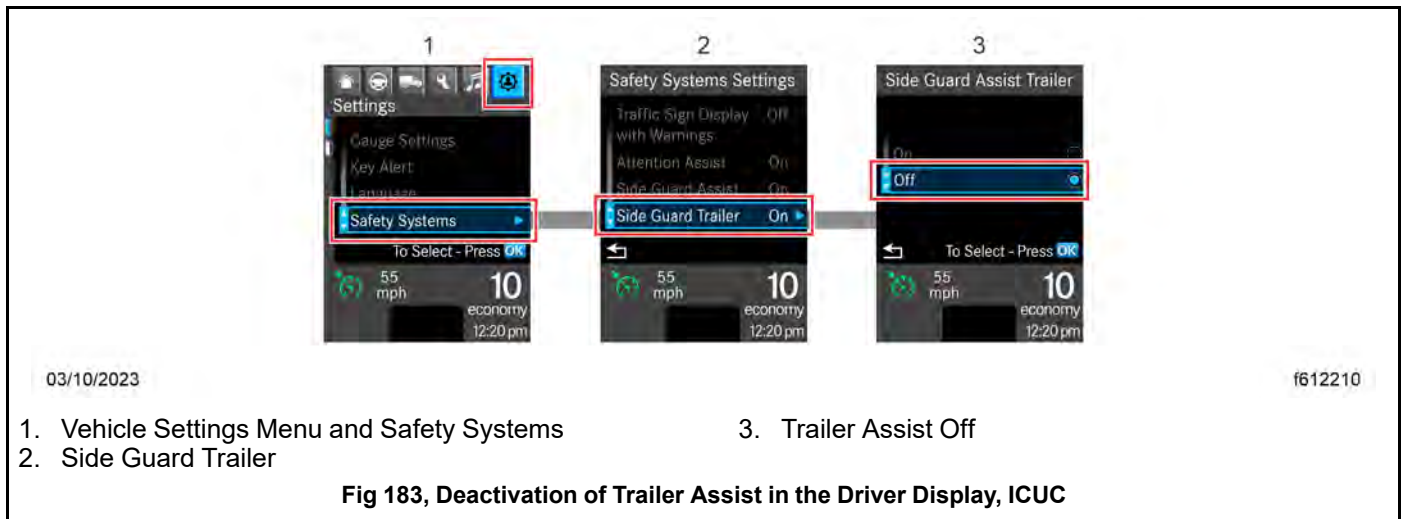 1
2
3
Settings
Gauge Settings
Key Alert
Language
Safety Systems
To Select - Press OK
55
mph
10
economy
12:20 pm
Safety Systems Settings
Traffic Sign Display Off
with Warnings
Attention Assist On
Side Guard Assist On
Side Guard Trailer On
55
mph
10
economy
12:20 pm
Side Guard Assist Trailer
On
Off
To Select - Press OK
55
mph
10
economy
12:20 pm
03/10/2023
f612210
1. Vehicle Settings Menu and Safety Systems
2. Side Guard Trailer
3. Trailer Assist Off
Fig 183, Deactivation of Trailer Assist in the Driver Display, ICUC